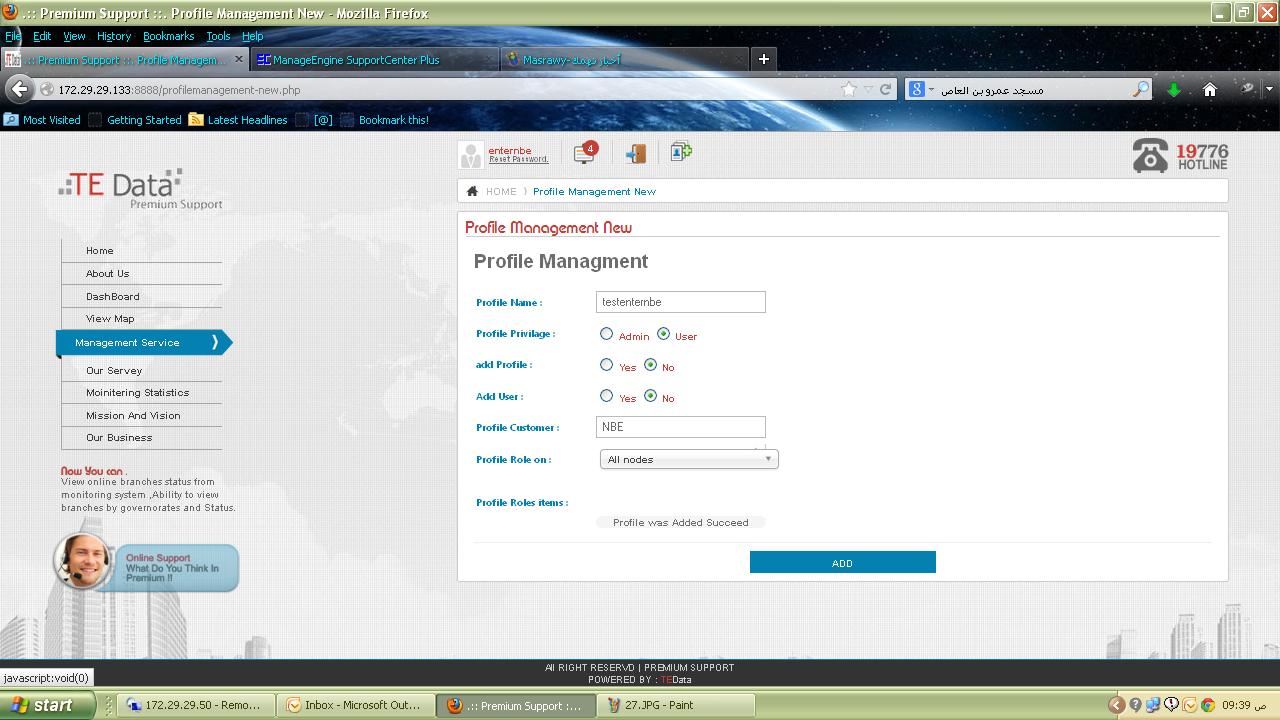 .:: Premium Support ::. Profile Management New - Mozilla Firefox
File Edit View History Bookmarks Tools Help
.:: Premium Support ::. Profile Managem...
ManageEngine SupportCenter Plus
Masrawy-أخبار تهمك
172.29.29.133:
مسجد عمرو بن العاص
Most Visited Getting Started Latest Headlines [@] Bookmark this!
enternbe
Reset Password.
4
19776
HOTLINE
TE Data
Premium Support
HOME ) Profile Management New
Profile Management New
Profile Managment
Home
About Us
DashBoard
View Map
Management Service
Our Servey
Moinitering Statistics
Mission And Vision
Our Business
Now You can .
View online branches status from
monitoring system ,Ability to view
branches by governorates and Status.
Online Support
What Do You Think In
Premium !!
Profile Name : testenternbe
Profile Privilage : Admin User
add Profile : Yes No
Add User : Yes No
Profile Customer : NBE
Profile Role on : All nodes
Profile Roles items :
Profile was Added Succeed
ADD
All RIGHT RESERVD | PREMIUM SUPPORT
POWERED BY : TEData
javascript:void(0)
start
172.29.29.50 - Remo...
Inbox - Microsoft Out...
.:: Premium Support :...
27.JPG - Paint
09:39 ص